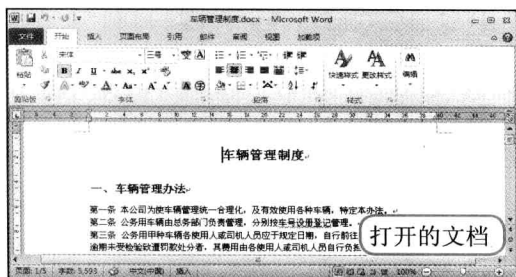 车辆管理制度.docx - Microsoft Word
文件 开始 插入 页面布局 引用 邮件 审阅 视图 加载项
宋体 三号
粘贴 快速样式 更改样式 编辑
剪贴板 字体 段落 样式
车辆管理制度
一、车辆管理办法
第一条 本公司为使车辆管理统一合理化，及有效使用各种车辆，特定本办法。
第二条 公务用车辆由总务部门负责管理，分别按车号设册登记管理。
第三条 公务用甲种车辆各使用人或司机人员应于规定日期，自行前往
逾期未受检验致遭罚款处分者，其费用由各使用人或司机人员自行负担
打开的文档
页面: 1/5 字数: 5,593 中文(中国) 插入 100%